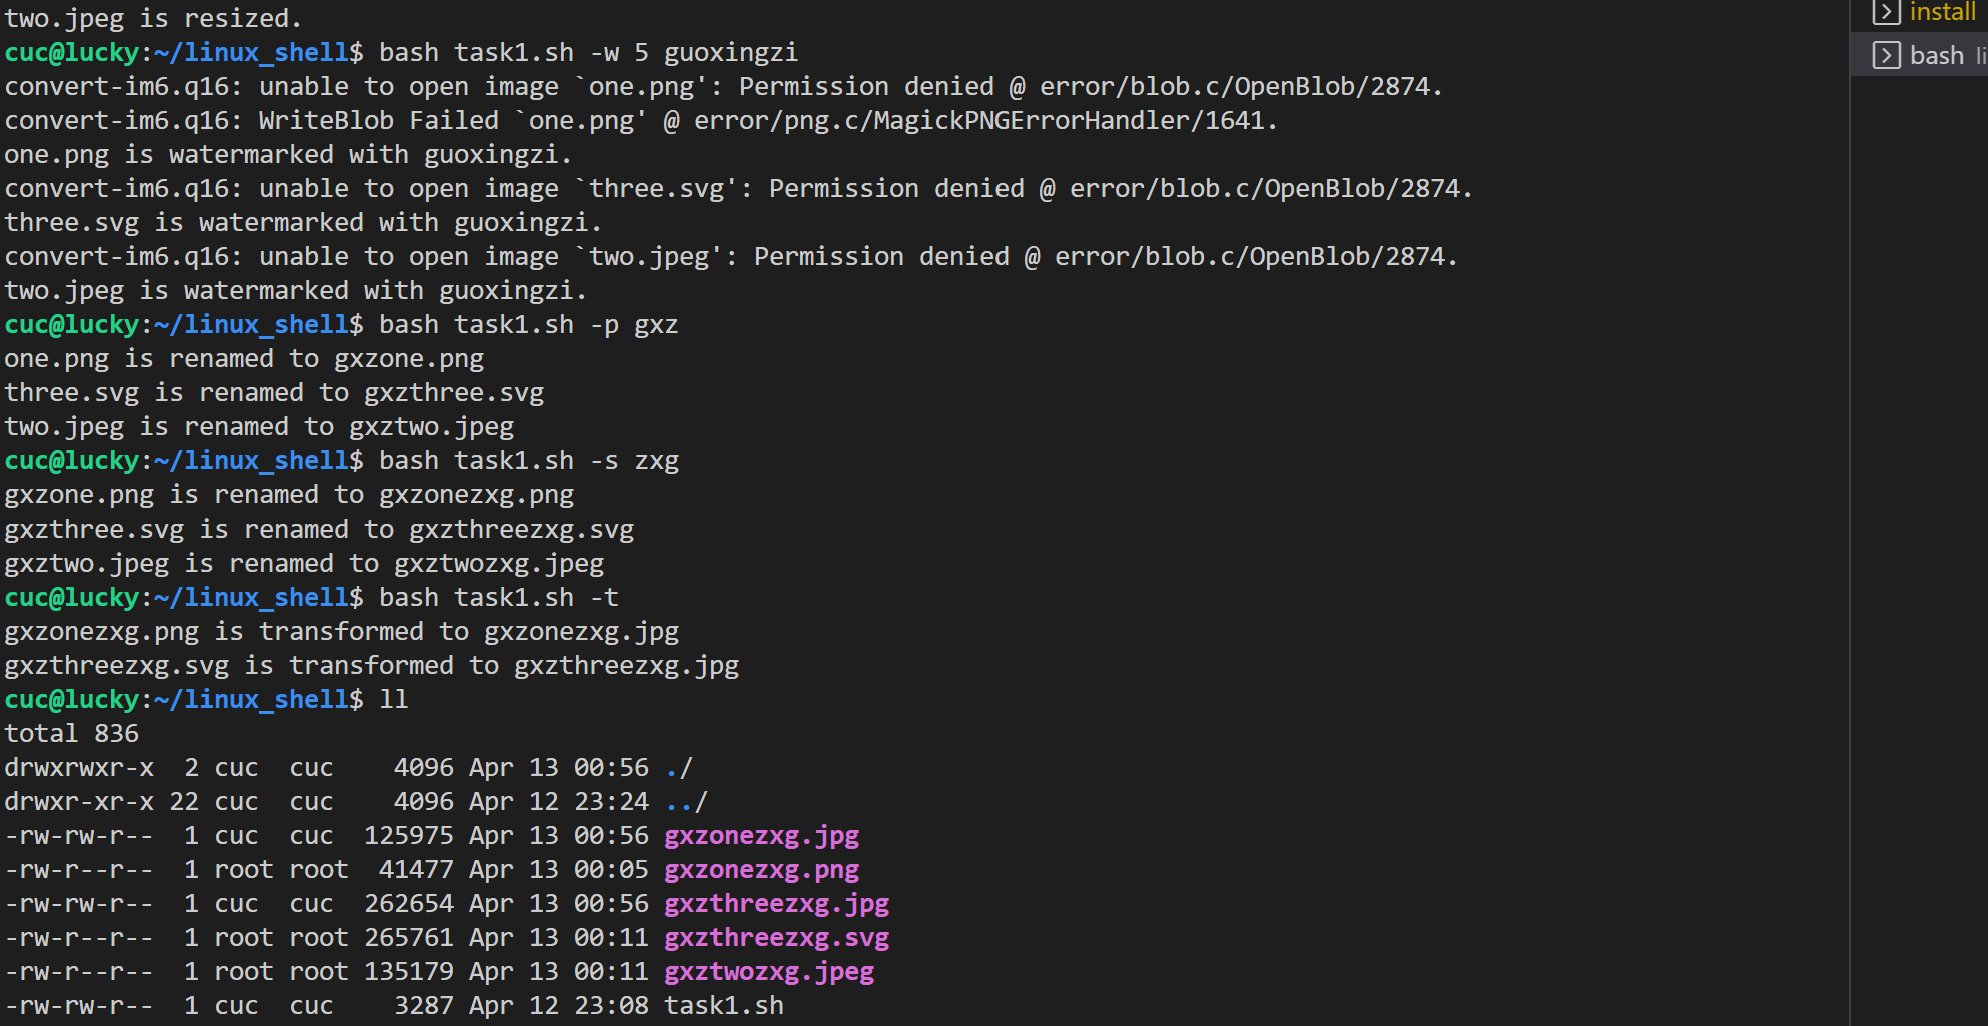 two.jpeg is resized.
cuc@lucky:~/linux_shell$ bash task1.sh -w 5 guoxingzi
convert-im6.q16: unable to open image `one.png': Permission denied @ error/blob.c/OpenBlob/2874.
convert-im6.q16: WriteBlob Failed `one.png' @ error/png.c/MagickPNGErrorHandler/1641.
one.png is watermarked with guoxingzi.
convert-im6.q16: unable to open image `three.svg': Permission denied @ error/blob.c/OpenBlob/2874.
three.svg is watermarked with guoxingzi.
convert-im6.q16: unable to open image `two.jpeg': Permission denied @ error/blob.c/OpenBlob/2874.
two.jpeg is watermarked with guoxingzi.
cuc@lucky:~/linux_shell$ bash task1.sh -p gxz
one.png is renamed to gxzone.png
three.svg is renamed to gxzthree.svg
two.jpeg is renamed to gxztwo.jpeg
cuc@lucky:~/linux_shell$ bash task1.sh -s zxg
gxzone.png is renamed to gxzonezxg.png
gxzthree.svg is renamed to gxzthreezxg.svg
gxztwo.jpeg is renamed to gxztwozxg.jpeg
cuc@lucky:~/linux_shell$ bash task1.sh -t
gxzonezxg.png is transformed to gxzonezxg.jpg
gxzthreezxg.svg is transformed to gxzthreezxg.jpg
cuc@lucky:~/linux_shell$ ll
total 836
drwxrwxr-x  2 cuc  cuc    4096 Apr 13 00:56 ./
drwxr-xr-x 22 cuc  cuc    4096 Apr 12 23:24 ../
-rw-rw-r--  1 cuc  cuc  125975 Apr 13 00:56 gxzonezxg.jpg
-rw-r--r--  1 root root  41477 Apr 13 00:05 gxzonezxg.png
-rw-rw-r--  1 cuc  cuc  262654 Apr 13 00:56 gxzthreezxg.jpg
-rw-r--r--  1 root root 265761 Apr 13 00:11 gxzthreezxg.svg
-rw-r--r--  1 root root 135179 Apr 13 00:11 gxztwozxg.jpeg
-rw-rw-r--  1 cuc  cuc    3287 Apr 12 23:08 task1.sh
install
bash li